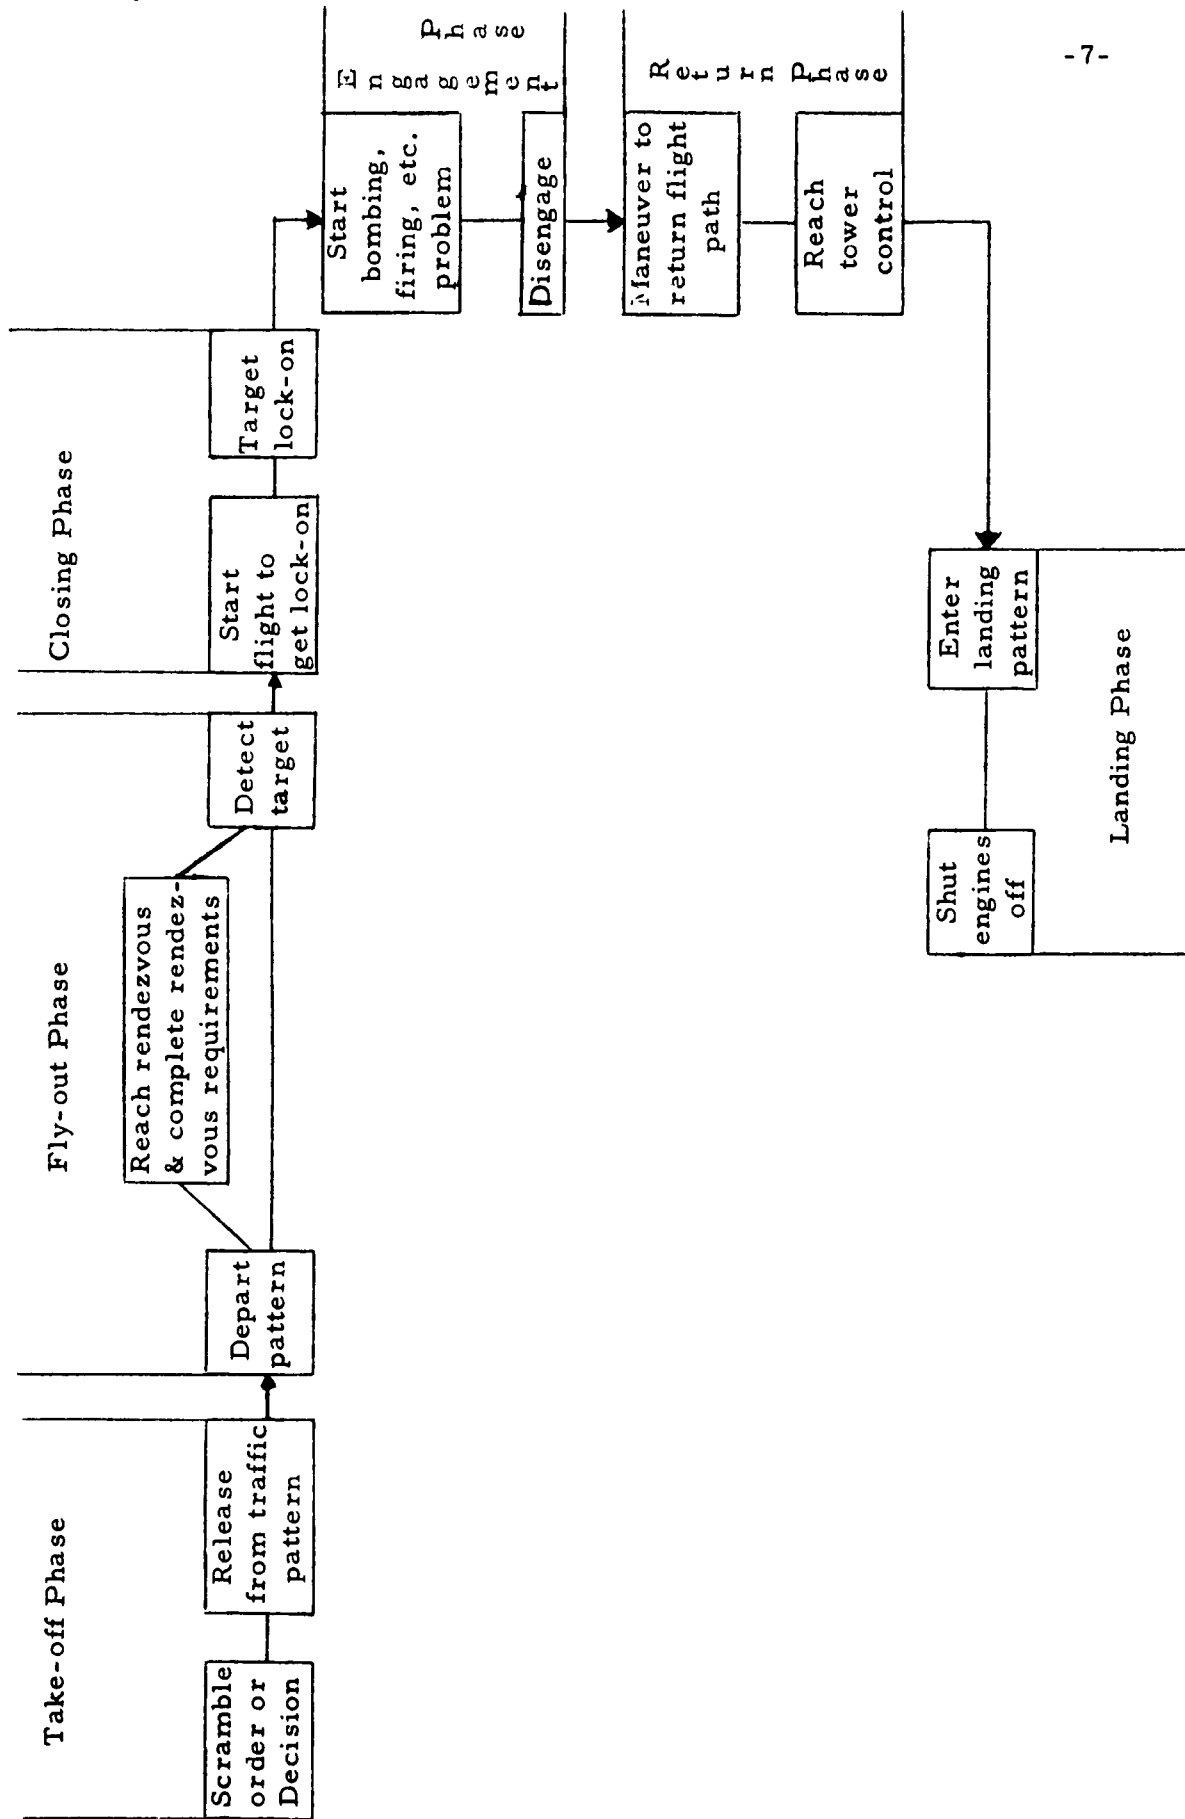 Take-off Phase
Scramble
order or
Decision
Release
from traffic
pattern
Fly-out Phase
Depart
pattern
Reach rendezvous
& complete rendez-
vous requirements
Detect
target
Closing Phase
Start
flight to
get lock-on
Target
lock-on
Engagement
Phase
Start
bombing,
firing, etc.
problem
Disengage
Return Phase
Maneuver to
return flight
path
Reach
tower
control
Landing Phase
Enter
landing
pattern
Shut
engines
off
-7-